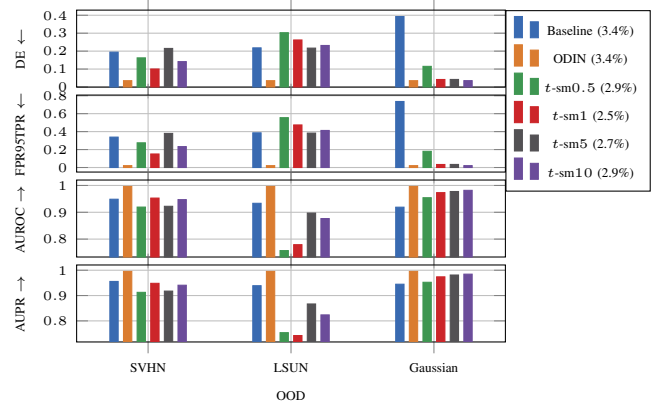 0.4
0.3
0.2
0.1
0
DE ←
0.8
0.6
0.4
0.2
0
FPR95TPR ←
1
0.9
0.8
AUROC →
1
0.9
0.8
AUPR →
SVHN
LSUN
Gaussian
OOD
Baseline (3.4%)
ODIN (3.4%)
t-sm0.5 (2.9%)
t-sm1 (2.5%)
t-sm5 (2.7%)
t-sm10 (2.9%)